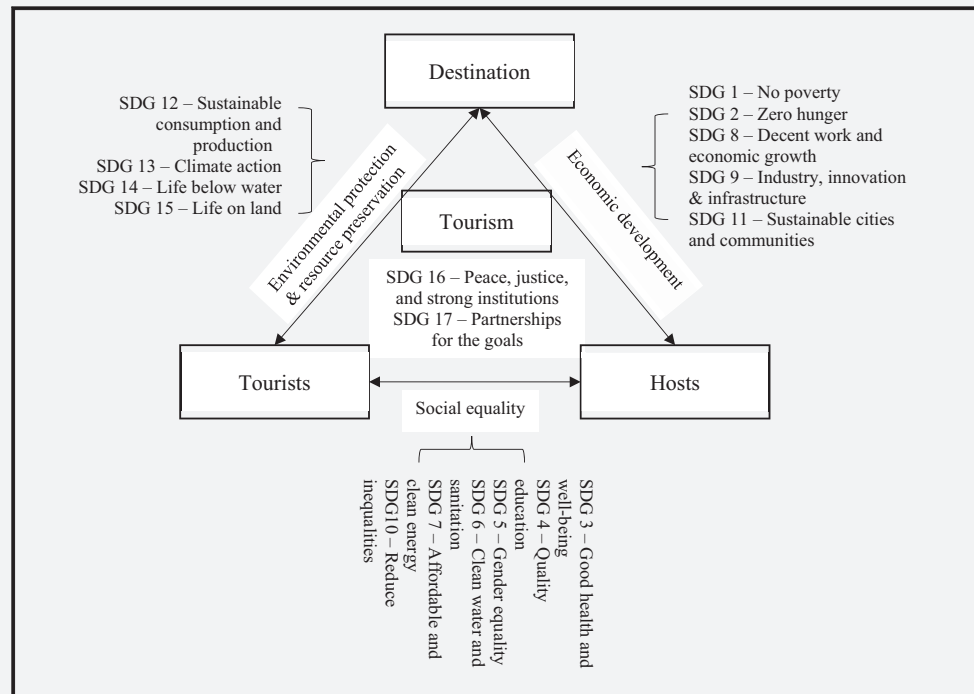 Destination
SDG 12 – Sustainable
consumption and
production
SDG 13 – Climate action
SDG 14 – Life below water
SDG 15 – Life on land
Environmental protection
& resource preservation
Economic development
SDG 1 – No poverty
SDG 2 – Zero hunger
SDG 8 – Decent work and
economic growth
SDG 9 – Industry, innovation
& infrastructure
SDG 11 – Sustainable cities
and communities
Tourism
SDG 16 – Peace, justice,
and strong institutions
SDG 17 – Partnerships
for the goals
Tourists
Hosts
Social equality
SDG 3 – Good health and
well-being
SDG 4 – Quality
education
SDG 5 – Gender equality
SDG 6 – Clean water and
sanitation
SDG 7 – Affordable and
clean energy
SDG10 – Reduce
inequalities